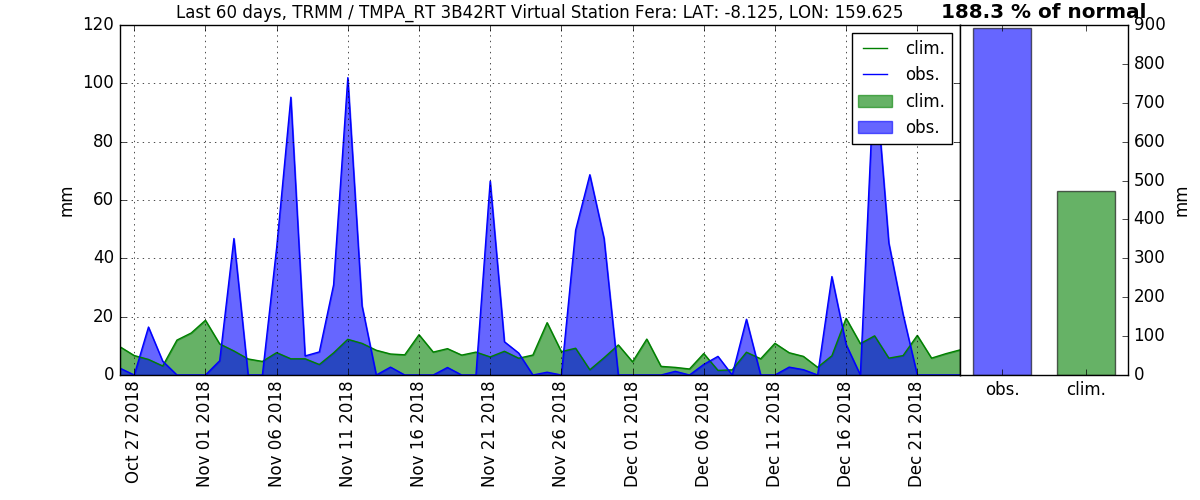 Last 60 days, TRMM / TMPA_RT 3B42RT Virtual Station Fera: LAT: -8.125, LON: 159.625
188.3 % of normal
120
100
80
60
40
20
0
mm
clim.
obs.
clim.
obs.
900
800
700
600
500
400
300
200
100
0
mm
Oct 27 2018
Nov 01 2018
Nov 06 2018
Nov 11 2018
Nov 16 2018
Nov 21 2018
Nov 26 2018
Dec 01 2018
Dec 06 2018
Dec 11 2018
Dec 16 2018
Dec 21 2018
obs.
clim.